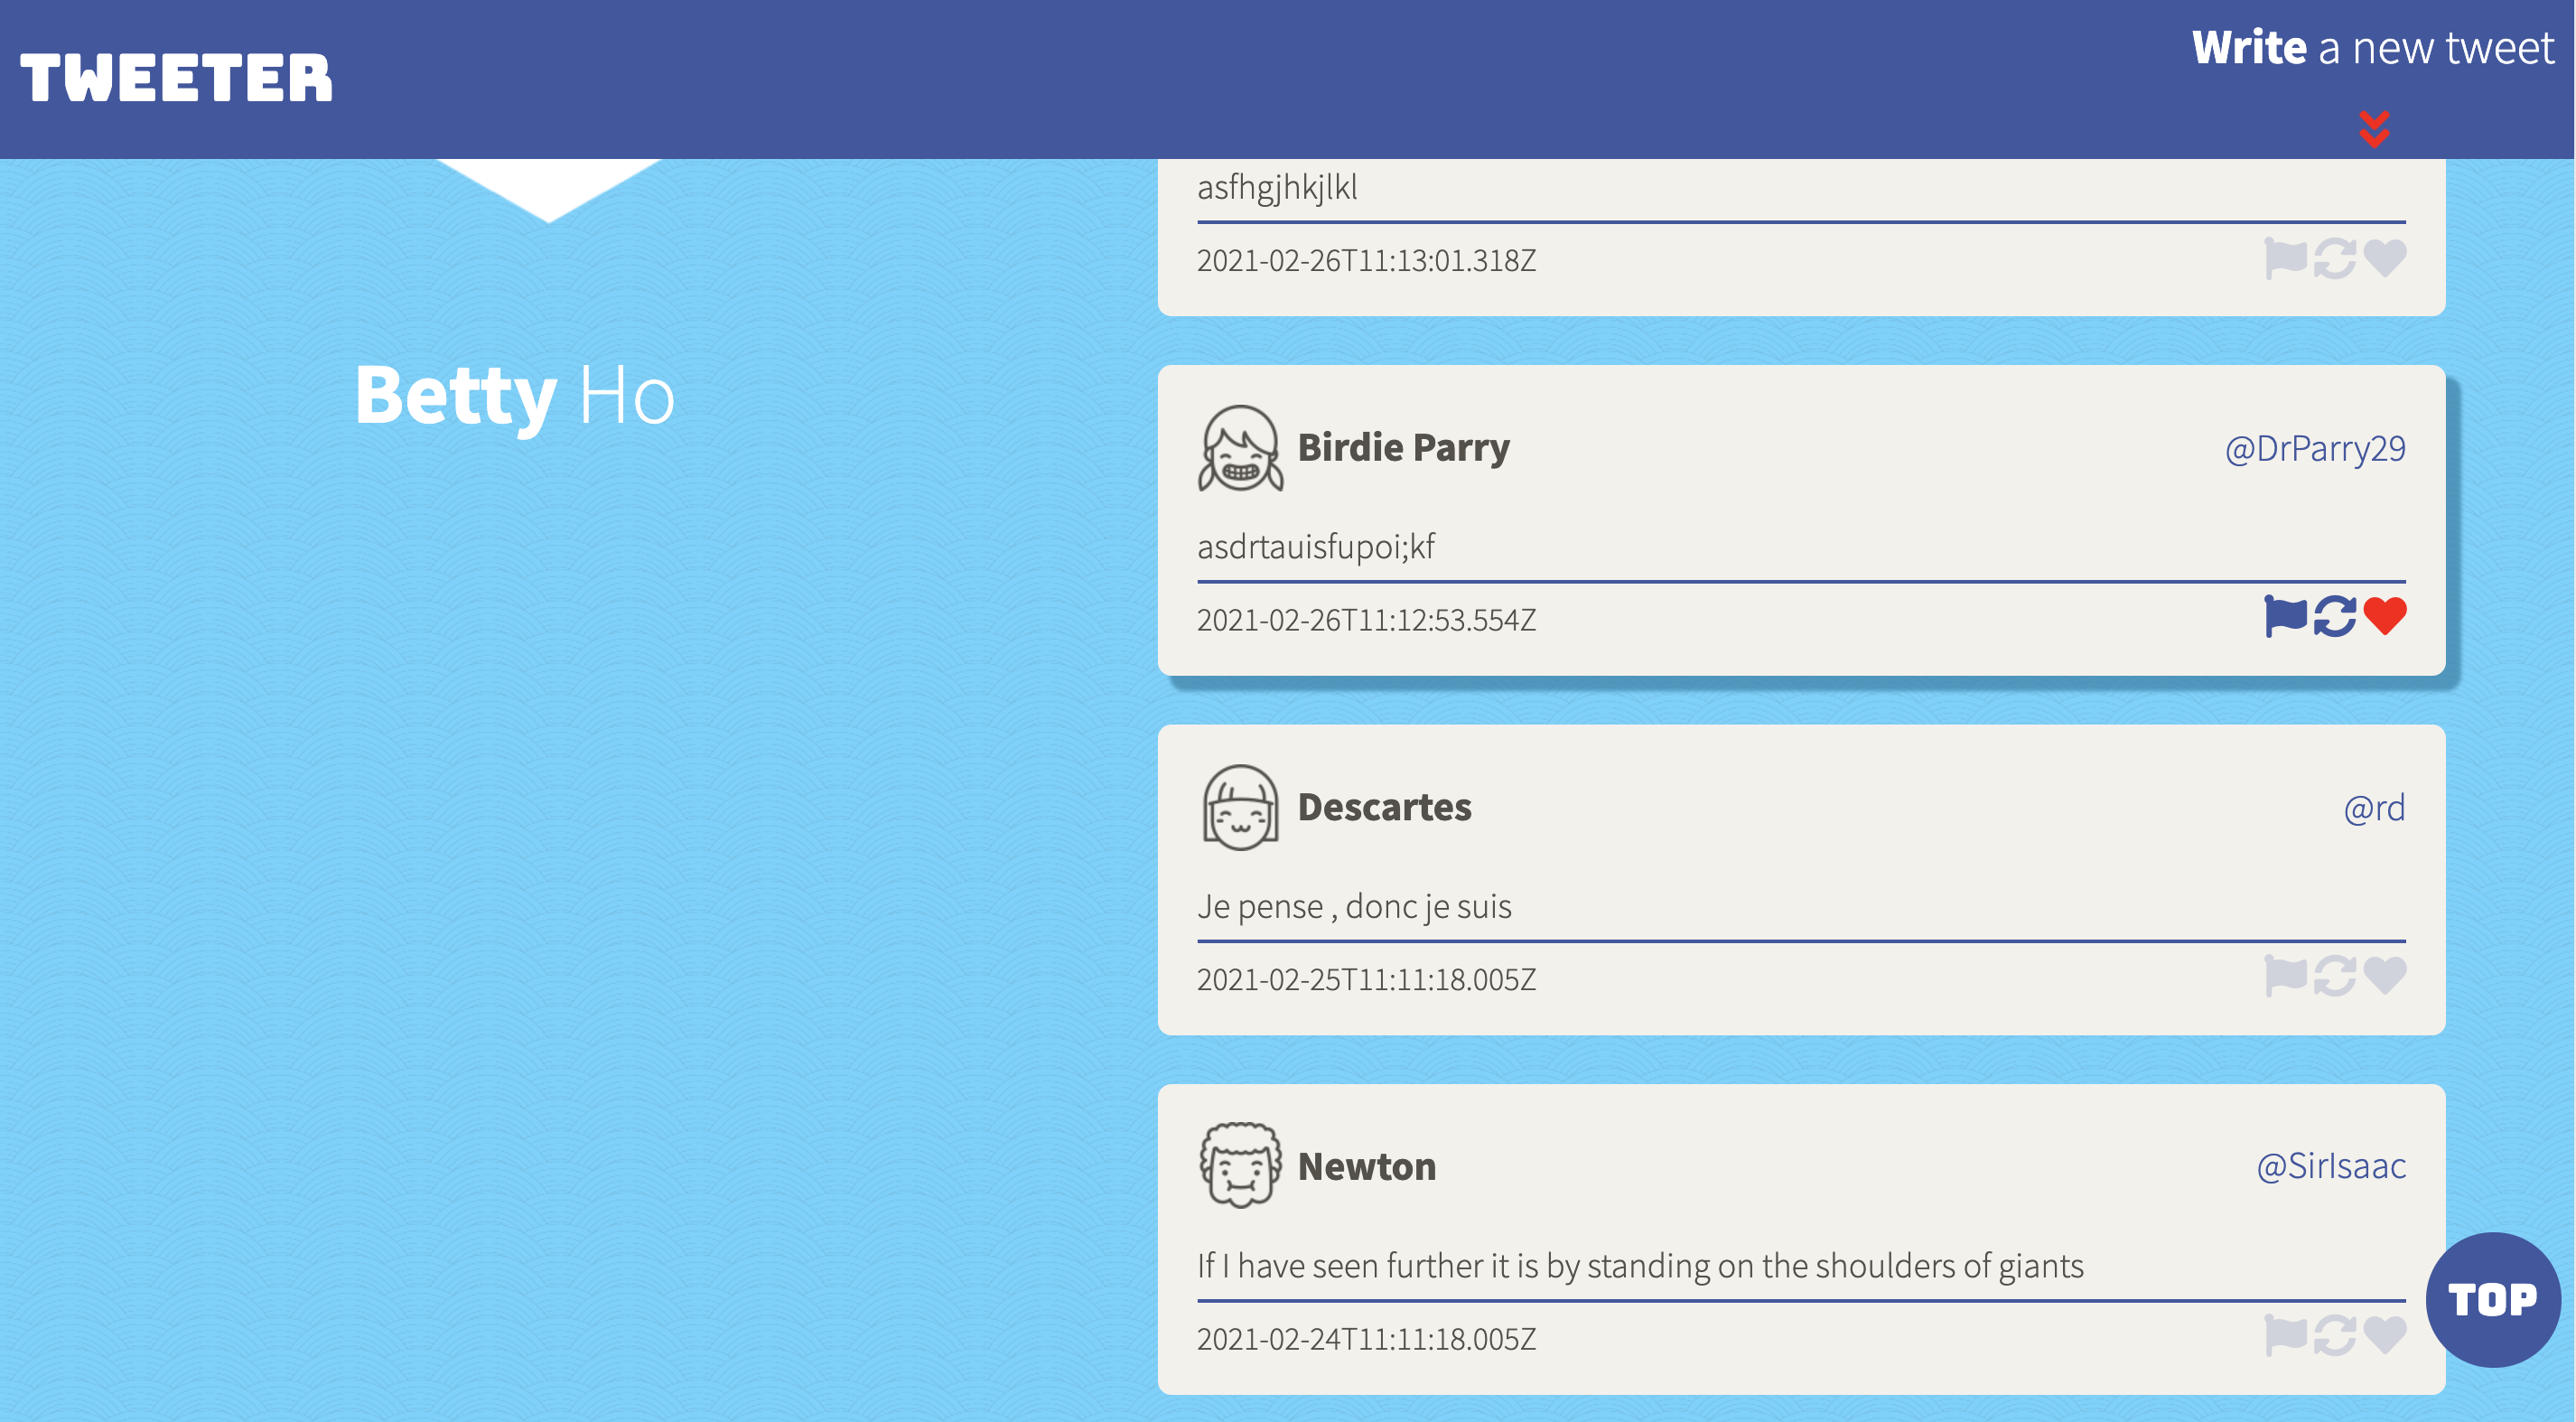 TWEETER
Write a new tweet
Betty Ho
asfhgjhkjlkl
2021-02-26T11:13:01.318Z
Birdie Parry
@DrParry29
asdrtauisfupoi;kf
2021-02-26T11:12:53.554Z
Descartes
@rd
Je pense , donc je suis
2021-02-25T11:11:18.005Z
Newton
@SirIsaac
If I have seen further it is by standing on the shoulders of giants
2021-02-24T11:11:18.005Z
TOP